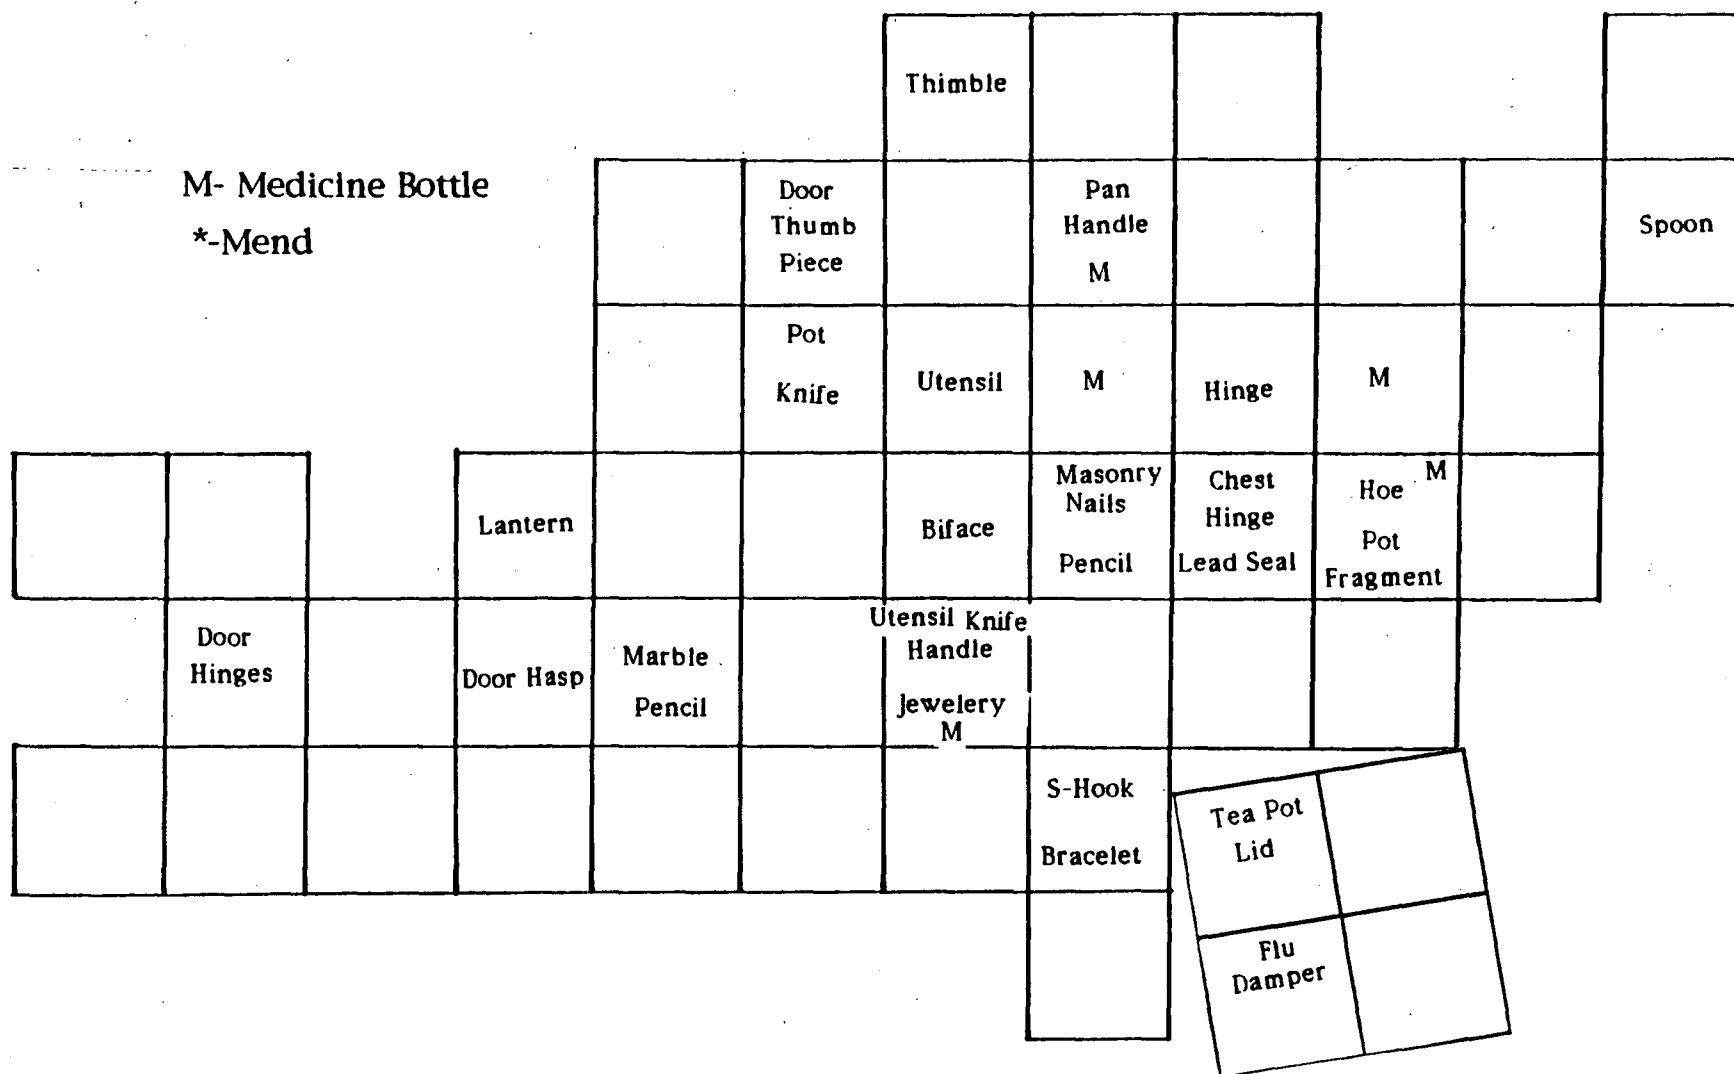 Thimble
M- Medicine Bottle
*-Mend
Door
Thumb
Piece
Pan
Handle
M
Spoon
Pot
Knife
Utensil
M
Hinge
M
Lantern
Biface
Masonry
Nails
Pencil
Chest
Hinge
Lead Seal
M
Hoe
Pot
Fragment
Door
Hinges
Door Hasp
Marble
Pencil
Utensil Knife
Handle
Jewelery
M
S-Hook
Bracelet
Tea Pot
Lid
Flu
Damper